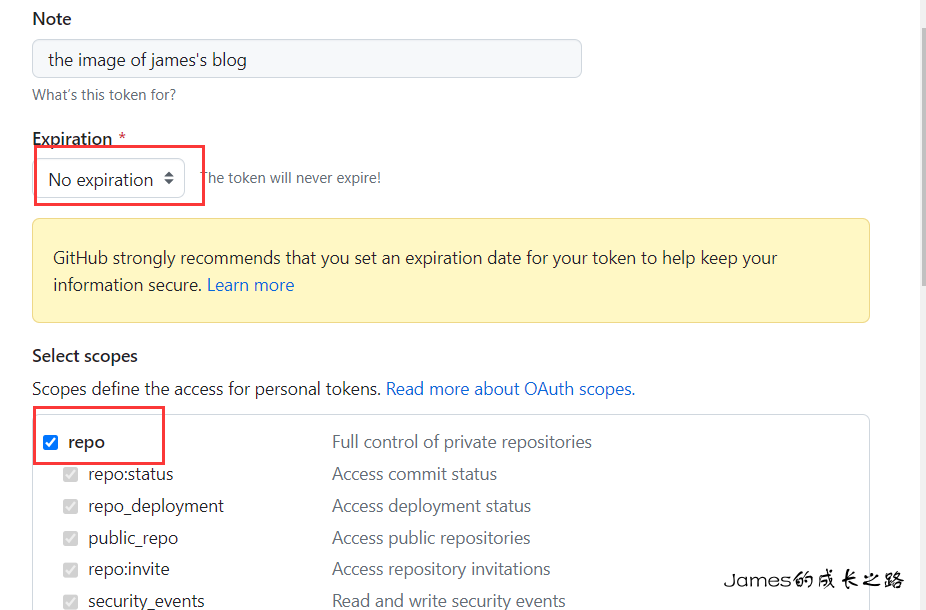 Note
the image of james's blog
What's this token for?
Expiration *
No expiration The token will never expire!
GitHub strongly recommends that you set an expiration date for your token to help keep your
information secure. Learn more
Select scopes
Scopes define the access for personal tokens. Read more about OAuth scopes.
repo Full control of private repositories
repo:status Access commit status
repo_deployment Access deployment status
public_repo Access public repositories
repo:invite Access repository invitations
security_events Read and write security events
James的成长之路